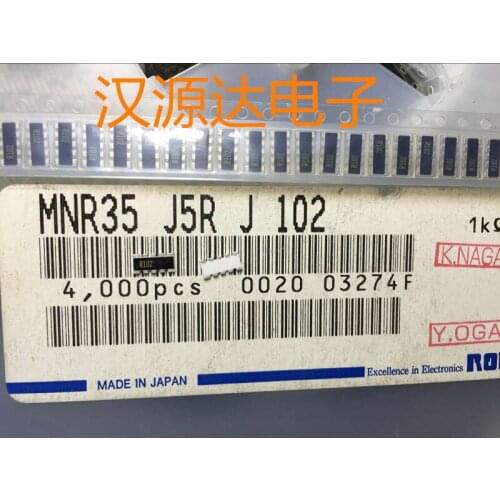 汉源达电子
MNR35 J5R J 102
1kΩ
K.NAGA
4,000pcs 0020 03274F
Y.OGA
Excellence in Electronics
MADE IN JAPAN